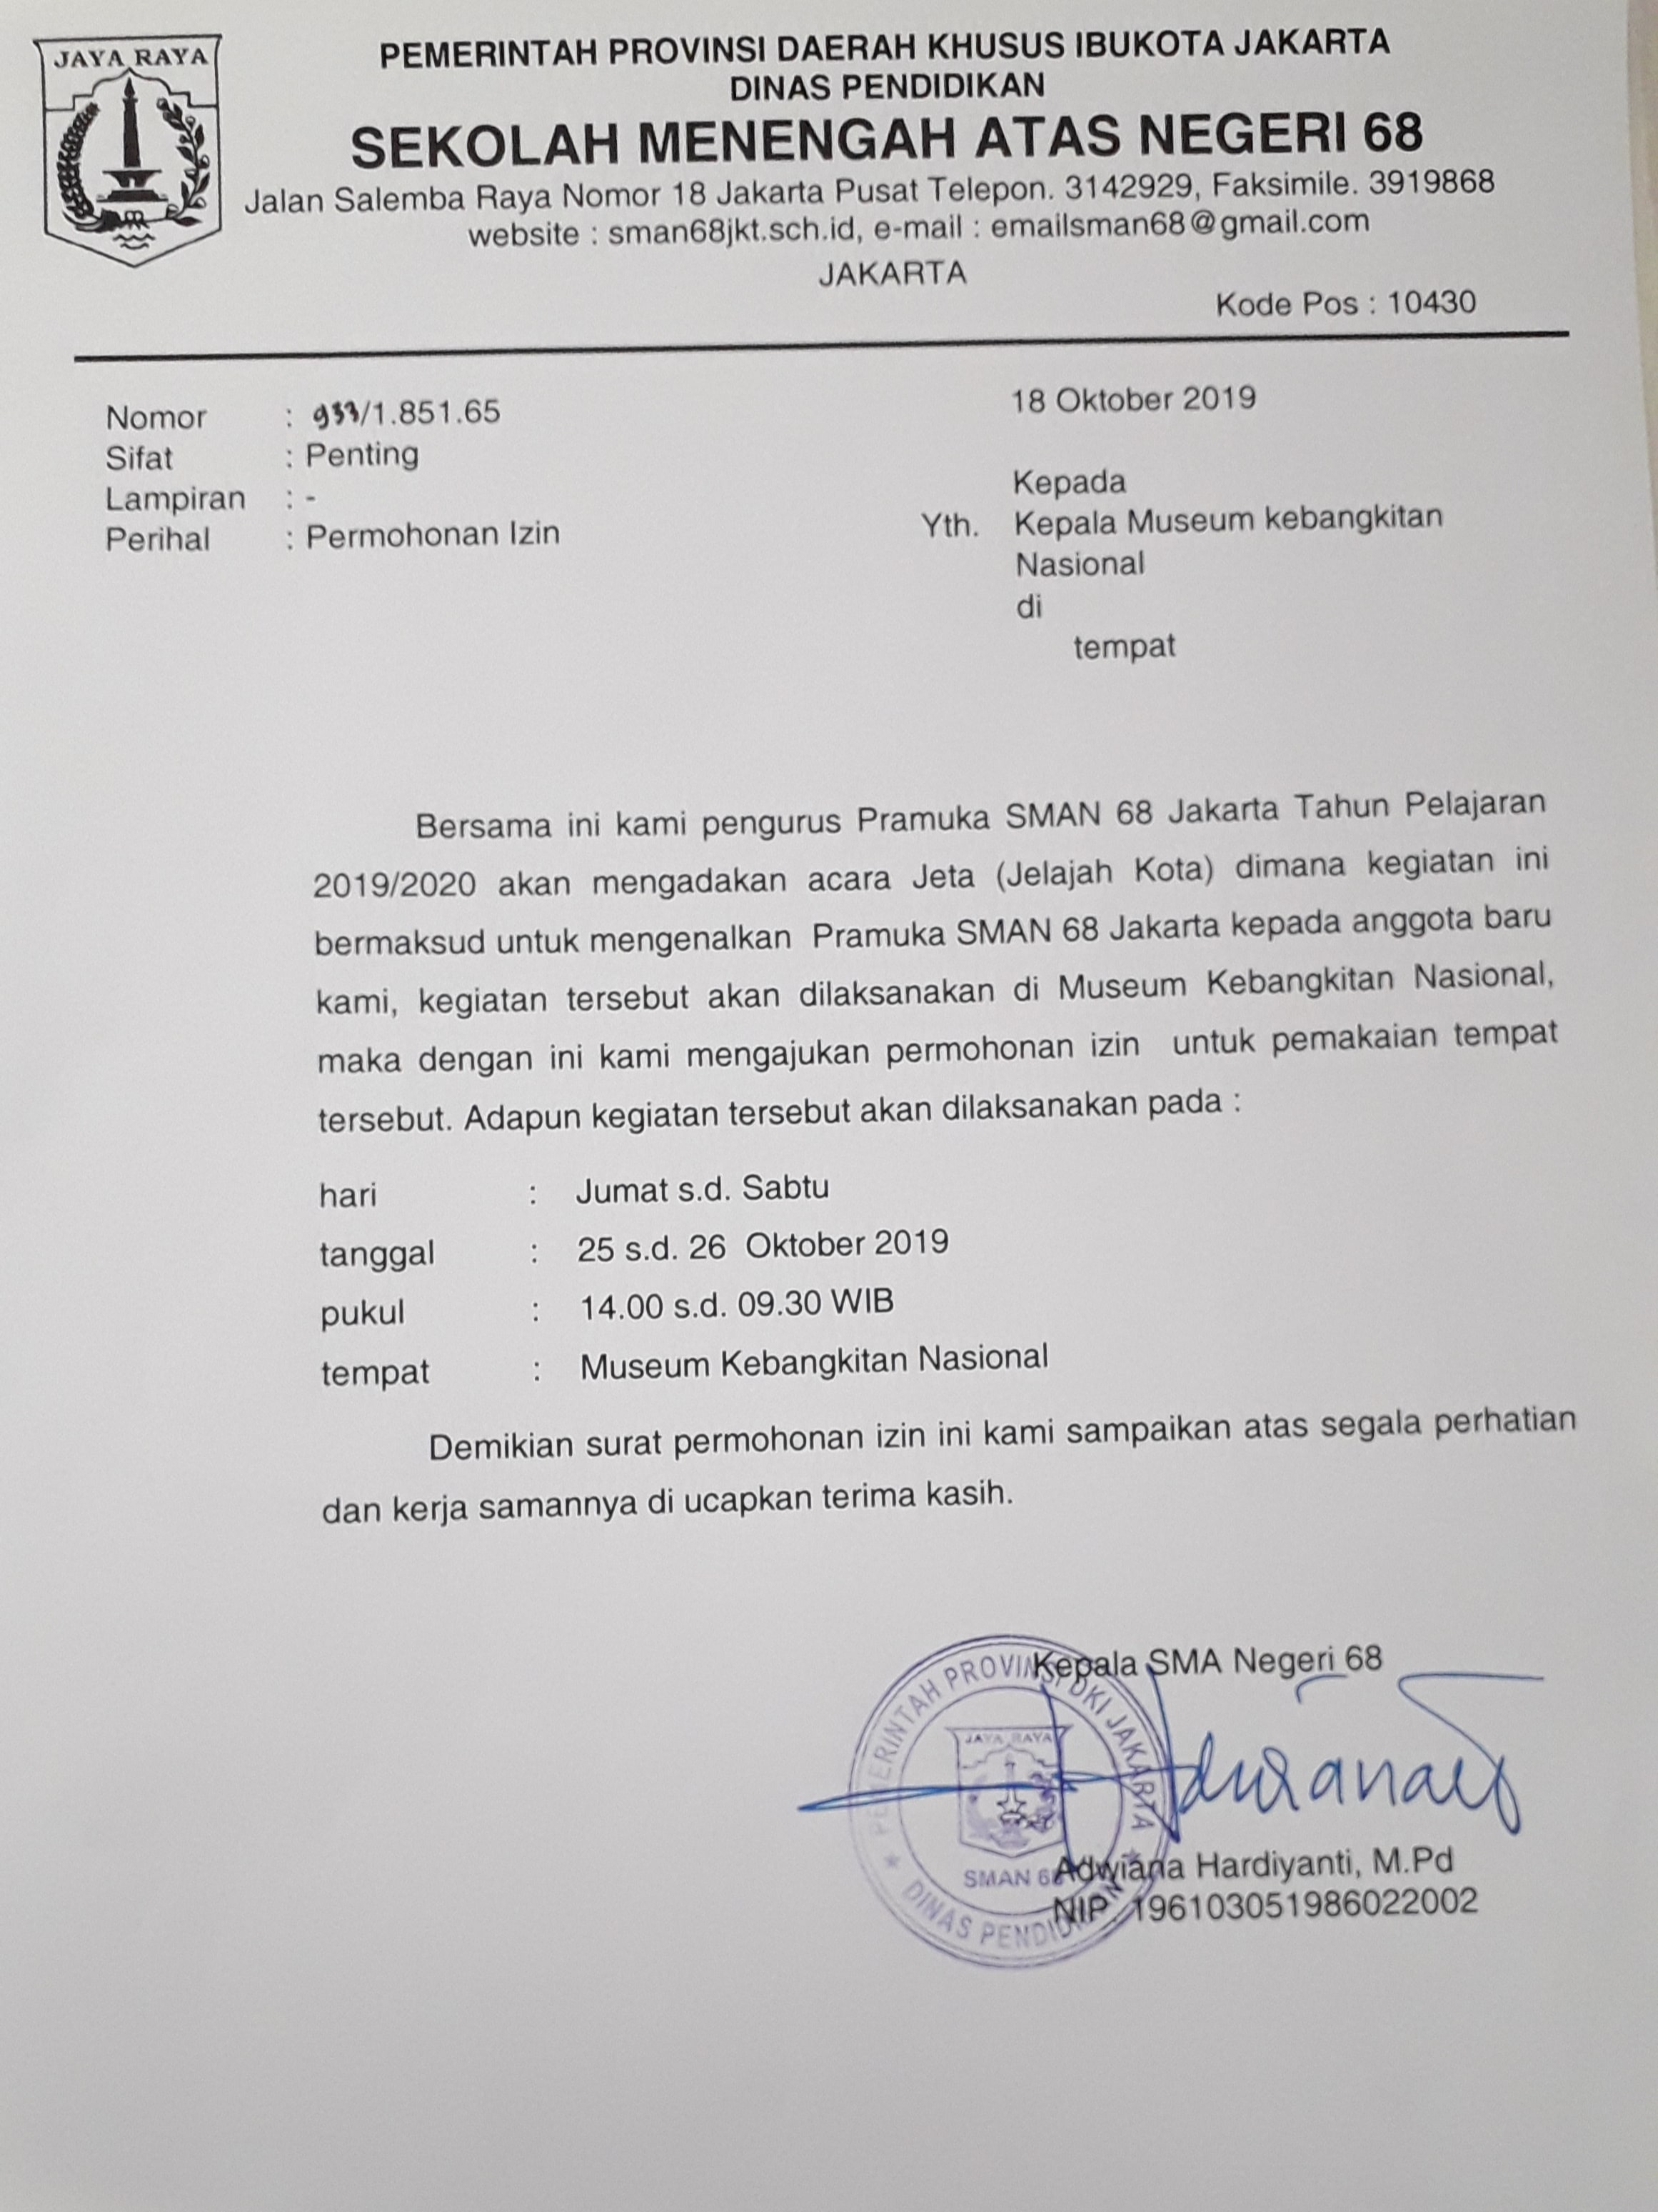 JAYA RAYA
PEMERINTAH PROVINSI DAERAH KHUSUS IBUKOTA JAKARTA
DINAS PENDIDIKAN
SEKOLAH MENENGAH ATAS NEGERI 68
Jalan Salemba Raya Nomor 18 Jakarta Pusat Telepon. 3142929, Faksimile. 3919868
website : sman68jkt.sch.id, e-mail : emailsman68@gmail.com
JAKARTA
Kode Pos : 10430
18 Oktober 2019
Nomor : 933/1.851.65
Sifat : Penting
Lampiran : -
Perihal : Permohonan Izin
Kepada
Yth. Kepala Museum kebangkitan
Nasional
di
tempat
Bersama ini kami pengurus Pramuka SMAN 68 Jakarta Tahun Pelajaran
2019/2020 akan mengadakan acara Jeta (Jelajah Kota) dimana kegiatan ini
bermaksud untuk mengenalkan Pramuka SMAN 68 Jakarta kepada anggota baru
kami, kegiatan tersebut akan dilaksanakan di Museum Kebangkitan Nasional,
maka dengan ini kami mengajukan permohonan izin untuk pemakaian tempat
tersebut. Adapun kegiatan tersebut akan dilaksanakan pada :
hari : Jumat s.d. Sabtu
tanggal : 25 s.d. 26 Oktober 2019
pukul : 14.00 s.d. 09.30 WIB
tempat : Museum Kebangkitan Nasional
Demikian surat permohonan izin ini kami sampaikan atas segala perhatian
dan kerja samannya di ucapkan terima kasih.
Kepala SMA Negeri 68
PEMERINTAH PROVINSI DKI JAKARTA
JAYA RAYA
SMAN 68
DINAS PENDIDIKAN
Adwiana Hardiyanti, M.Pd
NIP. 196103051986022002